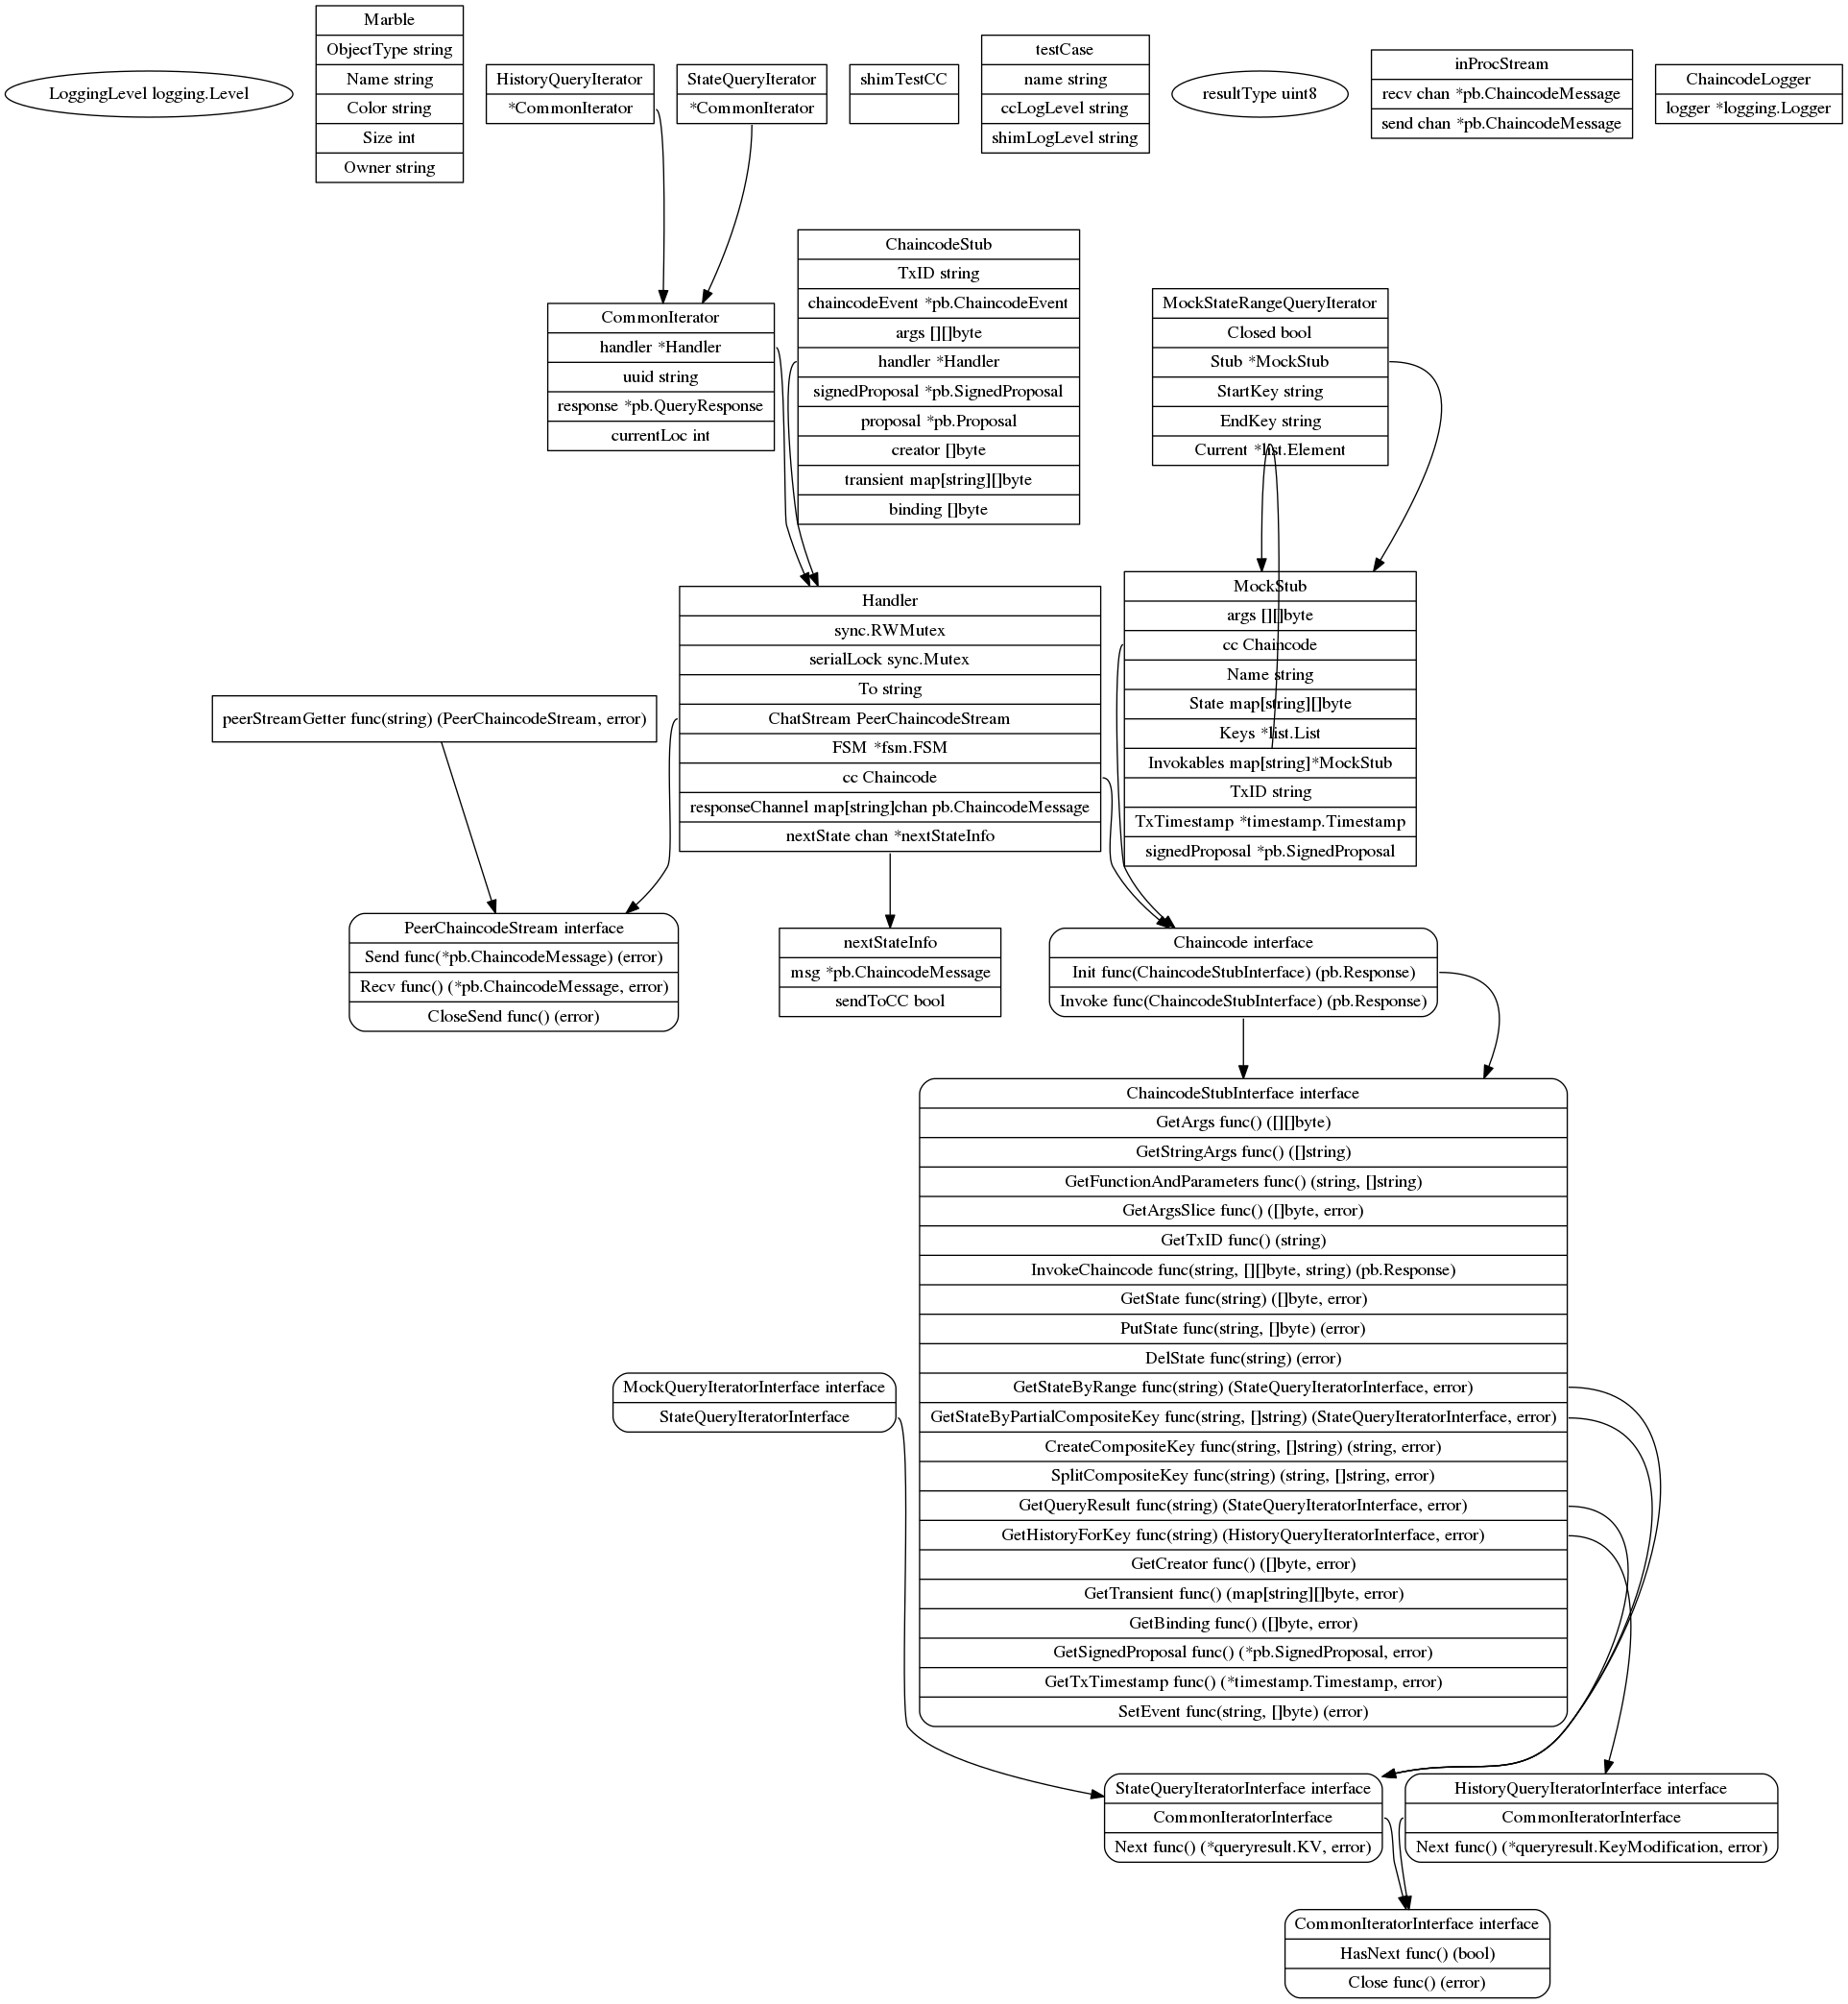 LoggingLevel logging.Level
Marble
ObjectType string
Name string
Color string
Size int
Owner string
HistoryQueryIterator
*CommonIterator
StateQueryIterator
*CommonIterator
shimTestCC
testCase
name string
ccLogLevel string
shimLogLevel string
resultType uint8
inProcStream
recv chan *pb.ChaincodeMessage
send chan *pb.ChaincodeMessage
ChaincodeLogger
logger *logging.Logger
CommonIterator
handler *Handler
uuid string
response *pb.QueryResponse
currentLoc int
ChaincodeStub
TxID string
chaincodeEvent *pb.ChaincodeEvent
args [][]byte
handler *Handler
signedProposal *pb.SignedProposal
proposal *pb.Proposal
creator []byte
transient map[string][]byte
binding []byte
MockStateRangeQueryIterator
Closed bool
Stub *MockStub
StartKey string
EndKey string
Current *list.Element
Handler
sync.RWMutex
serialLock sync.Mutex
To string
ChatStream PeerChaincodeStream
FSM *fsm.FSM
cc Chaincode
responseChannel map[string]chan pb.ChaincodeMessage
nextState chan *nextStateInfo
MockStub
args [][]byte
cc Chaincode
Name string
State map[string][]byte
Keys *list.List
Invokables map[string]*MockStub
TxID string
TxTimestamp *timestamp.Timestamp
signedProposal *pb.SignedProposal
peerStreamGetter func(string) (PeerChaincodeStream, error)
PeerChaincodeStream interface
Send func(*pb.ChaincodeMessage) (error)
Recv func() (*pb.ChaincodeMessage, error)
CloseSend func() (error)
nextStateInfo
msg *pb.ChaincodeMessage
sendToCC bool
Chaincode interface
Init func(ChaincodeStubInterface) (pb.Response)
Invoke func(ChaincodeStubInterface) (pb.Response)
ChaincodeStubInterface interface
GetArgs func() ([][]byte)
GetStringArgs func() ([]string)
GetFunctionAndParameters func() (string, []string)
GetArgsSlice func() ([]byte, error)
GetTxID func() (string)
InvokeChaincode func(string, [][]byte, string) (pb.Response)
GetState func(string) ([]byte, error)
PutState func(string, []byte) (error)
DelState func(string) (error)
GetStateByRange func(string) (StateQueryIteratorInterface, error)
GetStateByPartialCompositeKey func(string, []string) (StateQueryIteratorInterface, error)
CreateCompositeKey func(string, []string) (string, error)
SplitCompositeKey func(string) (string, []string, error)
GetQueryResult func(string) (StateQueryIteratorInterface, error)
GetHistoryForKey func(string) (HistoryQueryIteratorInterface, error)
GetCreator func() ([]byte, error)
GetTransient func() (map[string][]byte, error)
GetBinding func() ([]byte, error)
GetSignedProposal func() (*pb.SignedProposal, error)
GetTxTimestamp func() (*timestamp.Timestamp, error)
SetEvent func(string, []byte) (error)
MockQueryIteratorInterface interface
StateQueryIteratorInterface
StateQueryIteratorInterface interface
CommonIteratorInterface
Next func() (*queryresult.KV, error)
HistoryQueryIteratorInterface interface
CommonIteratorInterface
Next func() (*queryresult.KeyModification, error)
CommonIteratorInterface interface
HasNext func() (bool)
Close func() (error)